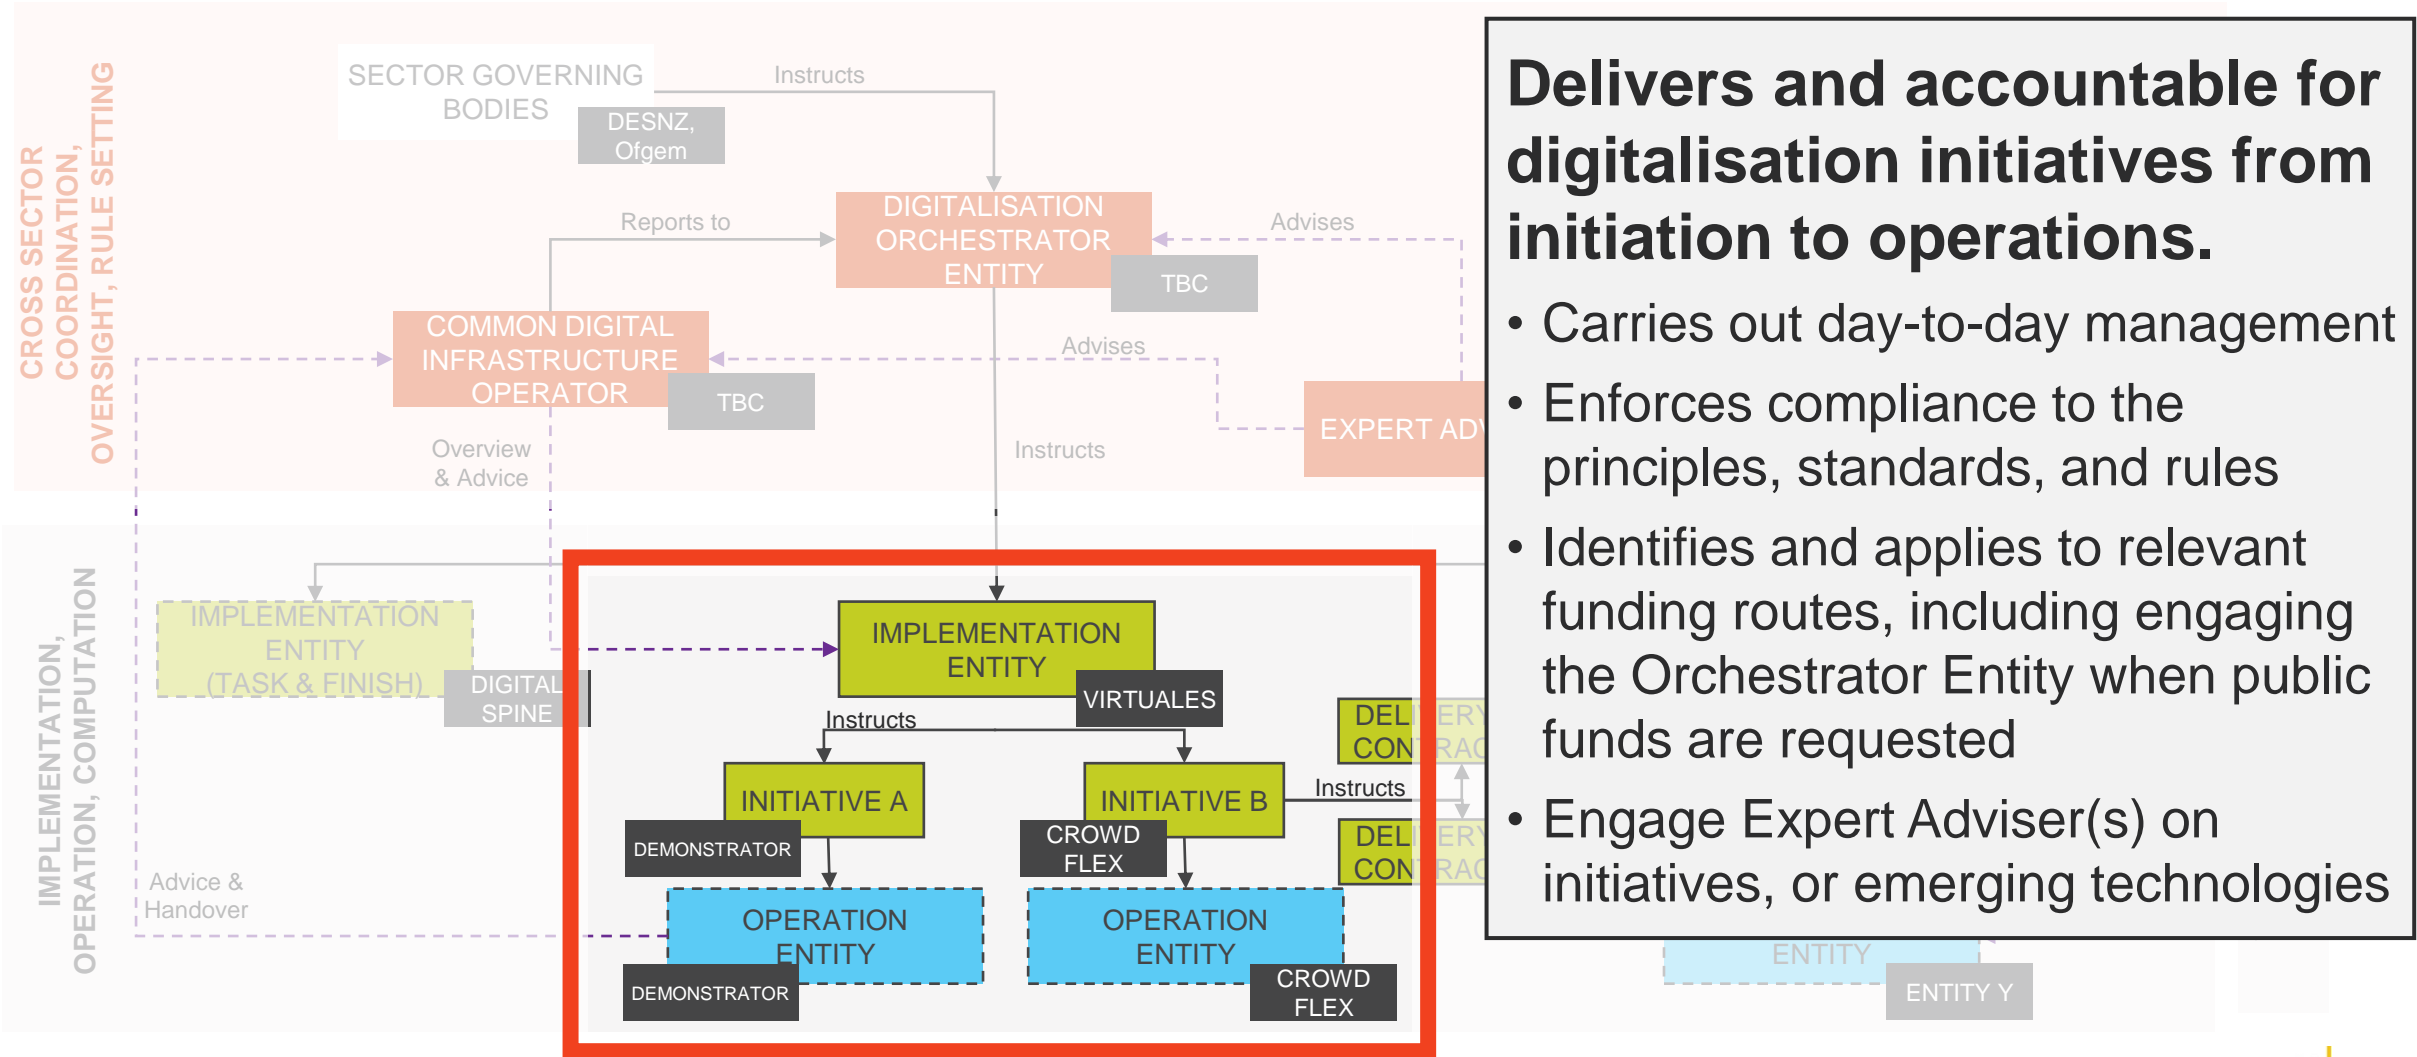 CROSS SECTOR
COORDINATION,
OVERSIGHT, RULE SETTING
SECTOR GOVERNING
BODIES
DESNZ,
Ofgem
Instructs
DIGITALISATION
ORCHESTRATOR
ENTITY
TBC
Reports to
Advises
COMMON DIGITAL
INFRASTRUCTURE
OPERATOR
TBC
Advises
EXPERT
Overview
& Advice
Instructs
IMPLEMENTATION,
OPERATION, COMPUTATION
IMPLEMENTATION
ENTITY
(TASK & FINISH)
DIGITAL
SPINE
IMPLEMENTATION
ENTITY
VIRTUALES
Instructs
INITIATIVE A
DEMONSTRATOR
INITIATIVE B
CROWD
FLEX
Instructs
DELIVERY
DELIVERY
Advice &
Handover
OPERATION
ENTITY
DEMONSTRATOR
OPERATION
ENTITY
CROWD
FLEX
ENTITY
ENTITY Y
Delivers and accountable for
digitalisation initiatives from
initiation to operations.
• Carries out day-to-day management
• Enforces compliance to the
principles, standards, and rules
• Identifies and applies to relevant
funding routes, including engaging
the Orchestrator Entity when public
funds are requested
• Engage Expert Adviser(s) on
initiatives, or emerging technologies